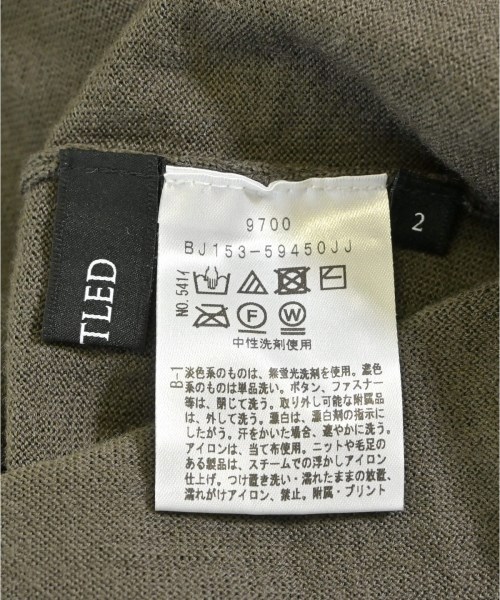 9700
BJ153-59450JJ
NO.541
F
W
中性洗剤使用
B-1
淡色系のものは、無蛍光洗剤を使用。濃色
系のものは単品洗い。ボタン、ファスナー
等は、閉じて洗う。取り外し可能な附属品
は、外して洗う。漂白は、漂白剤の指示に
したがう。汗をかいた場合、速やかに洗う。
アイロンは、当て布使用。ニットや毛足の
ある製品は、スチームでの浮かしアイロン
仕上げ。つけ置き洗い・濡れたままの放置、
濡れがけアイロン、禁止。附属・プリント
TLED
2